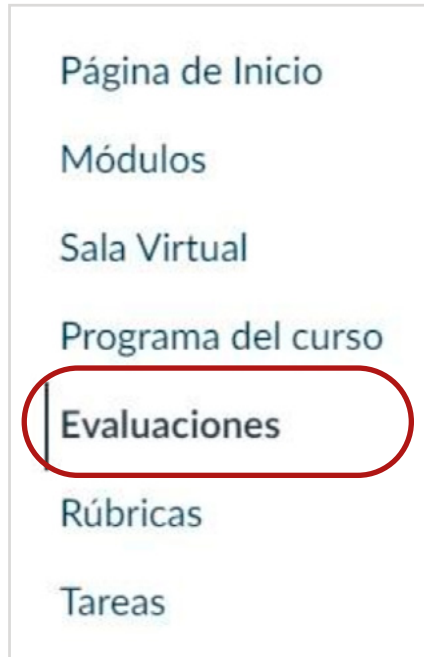 Página de Inicio
Módulos
Sala Virtual
Programa del curso
Evaluaciones
Rúbricas
Tareas